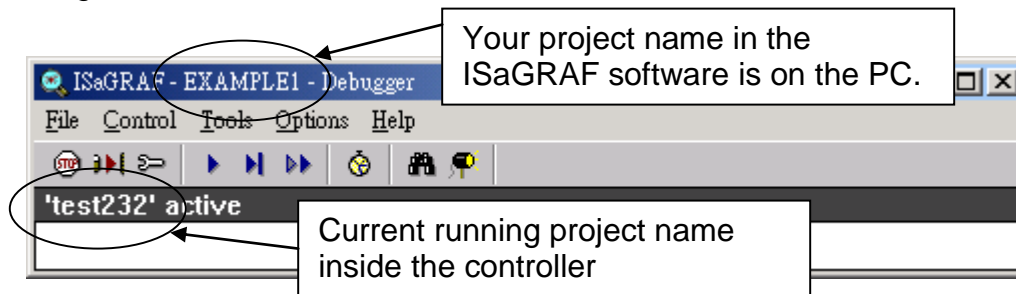 Your project name in the
ISaGRAF software is on the PC.
ISaGRAF - EXAMPLE1 - Debugger
File Control Tools Options Help
STOP
'test232' active
Current running project name
inside the controller